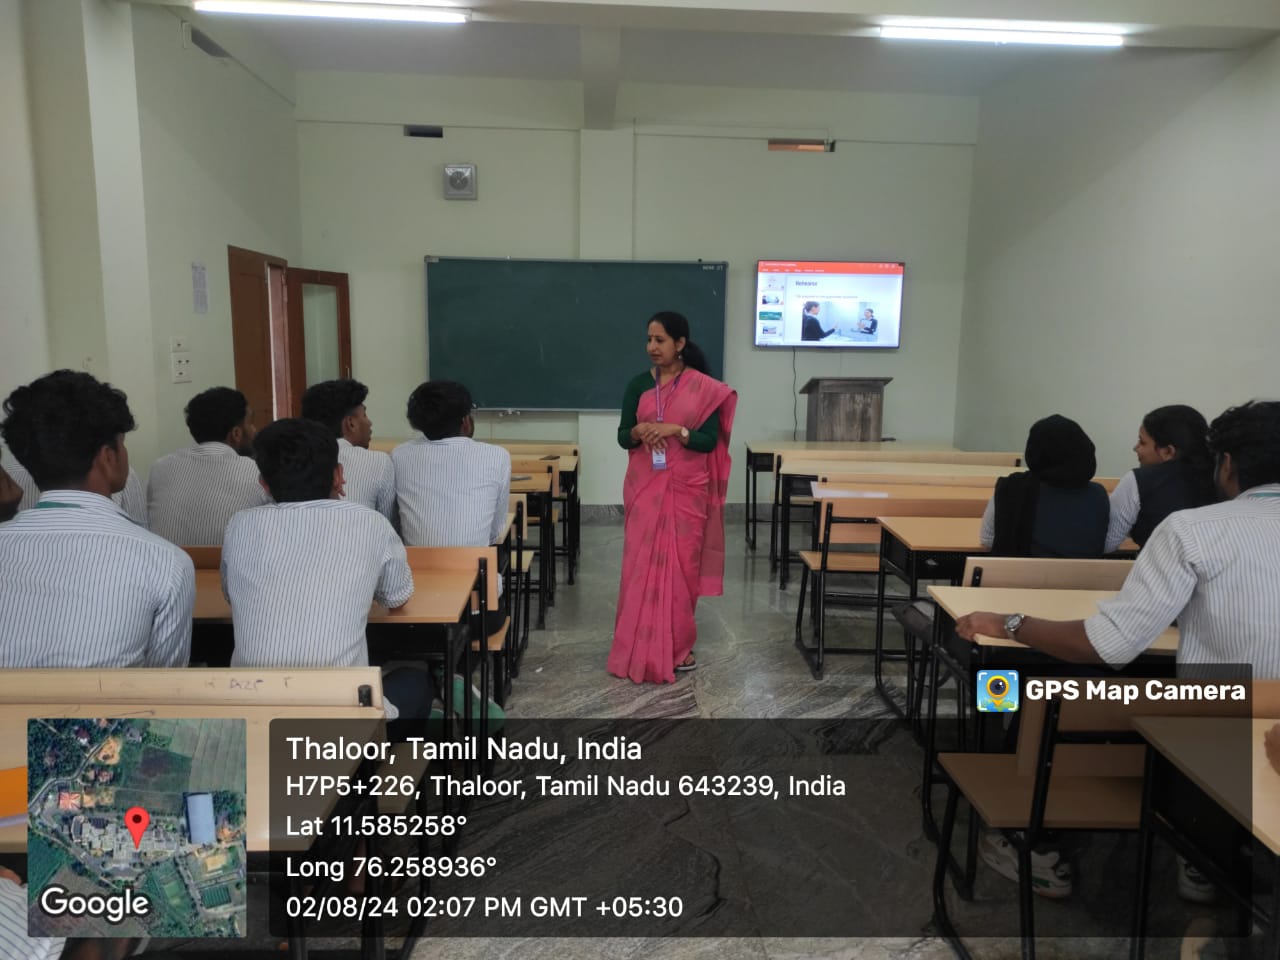 Rehearse
GPS Map Camera
Thaloor, Tamil Nadu, India
H7P5+226, Thaloor, Tamil Nadu 643239, India
Lat 11.585258°
Long 76.258936°
02/08/24 02:07 PM GMT +05:30
Google